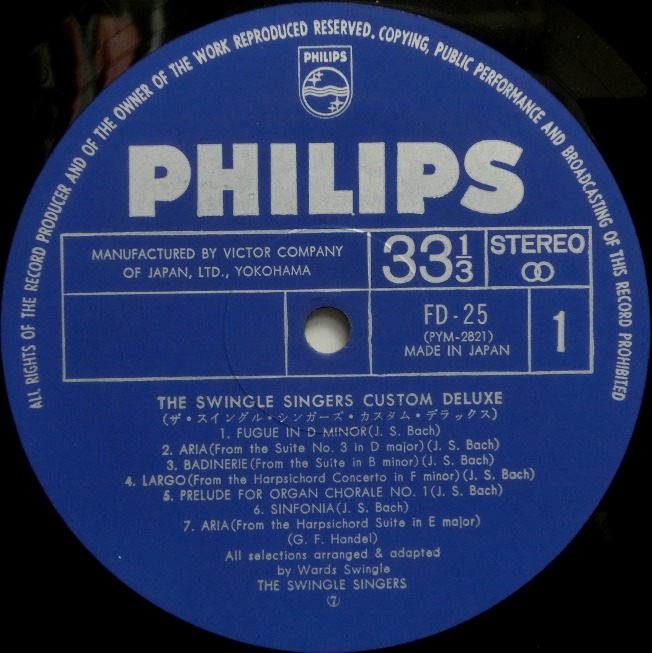 ALL RIGHTS OF THE RECORD PRODUCER AND OF THE OWNER OF THE WORK REPRODUCED RESERVED. COPYING, PUBLIC PERFORMANCE AND BROADCASTING OF THIS RECORD PROHIBITED
PHILIPS
PHILIPS
MANUFACTURED BY VICTOR COMPANY
OF JAPAN, LTD., YOKOHAMA
33 1/3
STEREO
FD-25
(PYM-2821)
MADE IN JAPAN
1
THE SWINGLE SINGERS CUSTOM DELUXE
(ザ・スイングル・シンガーズ・カスタム・デラックス)
1. FUGUE IN D MINOR (J. S. Bach)
2. ARIA (From the Suite No. 3 in D major) (J. S. Bach)
3. BADINERIE (From the Suite in B minor) (J. S. Bach)
4. LARGO (From the Harpsichord Concerto in F minor) (J. S. Bach)
5. PRELUDE FOR ORGAN CHORALE NO. 1 (J. S. Bach)
6. SINFONIA (J. S. Bach)
7. ARIA (From the Harpsichord Suite in E major)
(G. F. Handel)
All selections arranged & adapted
by Wards Swingle
THE SWINGLE SINGERS
⑦